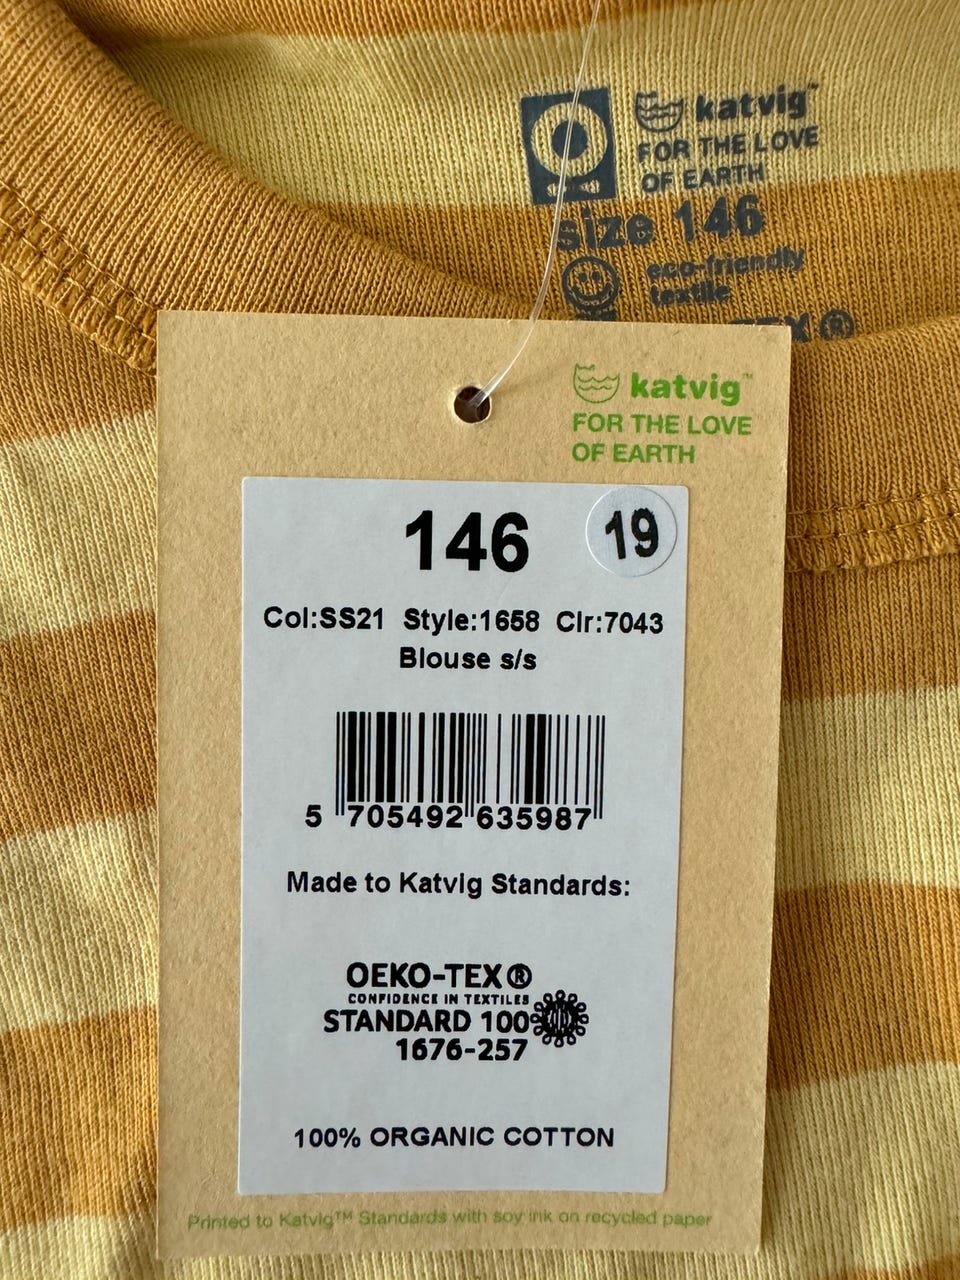 katvig™
FOR THE LOVE
OF EARTH
size 146
eco-friendly
textile
katvig™
FOR THE LOVE
OF EARTH
146
19
Col:SS21 Style:1658 Clr:7043
Blouse s/s
5 705492 635987
Made to Katvig Standards:
OEKO-TEX®
CONFIDENCE IN TEXTILES
STANDARD 100
1676-257
100% ORGANIC COTTON
Printed to Katvig™ Standards with soy ink on recycled paper